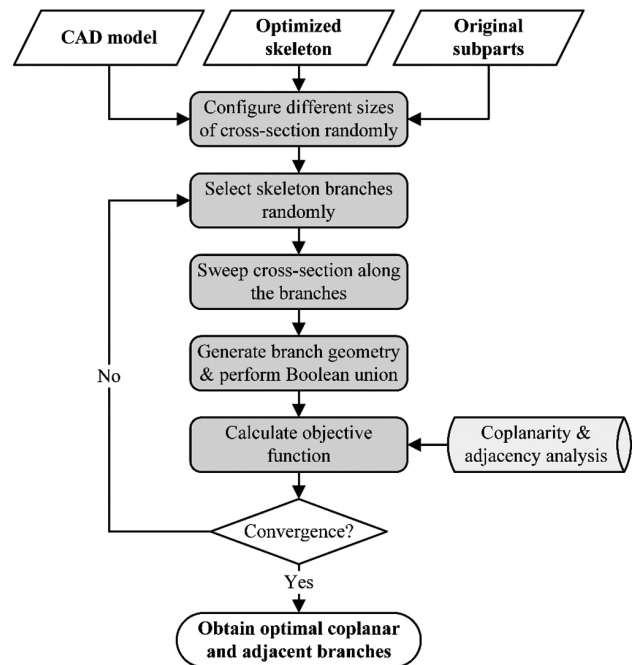 CAD model
Optimized
skeleton
Original
subparts
Configure different sizes
of cross-section randomly
Select skeleton branches
randomly
Sweep cross-section along
the branches
Generate branch geometry
& perform Boolean union
No
Calculate objective
function
Coplanarity &
adjacency analysis
Convergence?
Yes
Obtain optimal coplanar
and adjacent branches